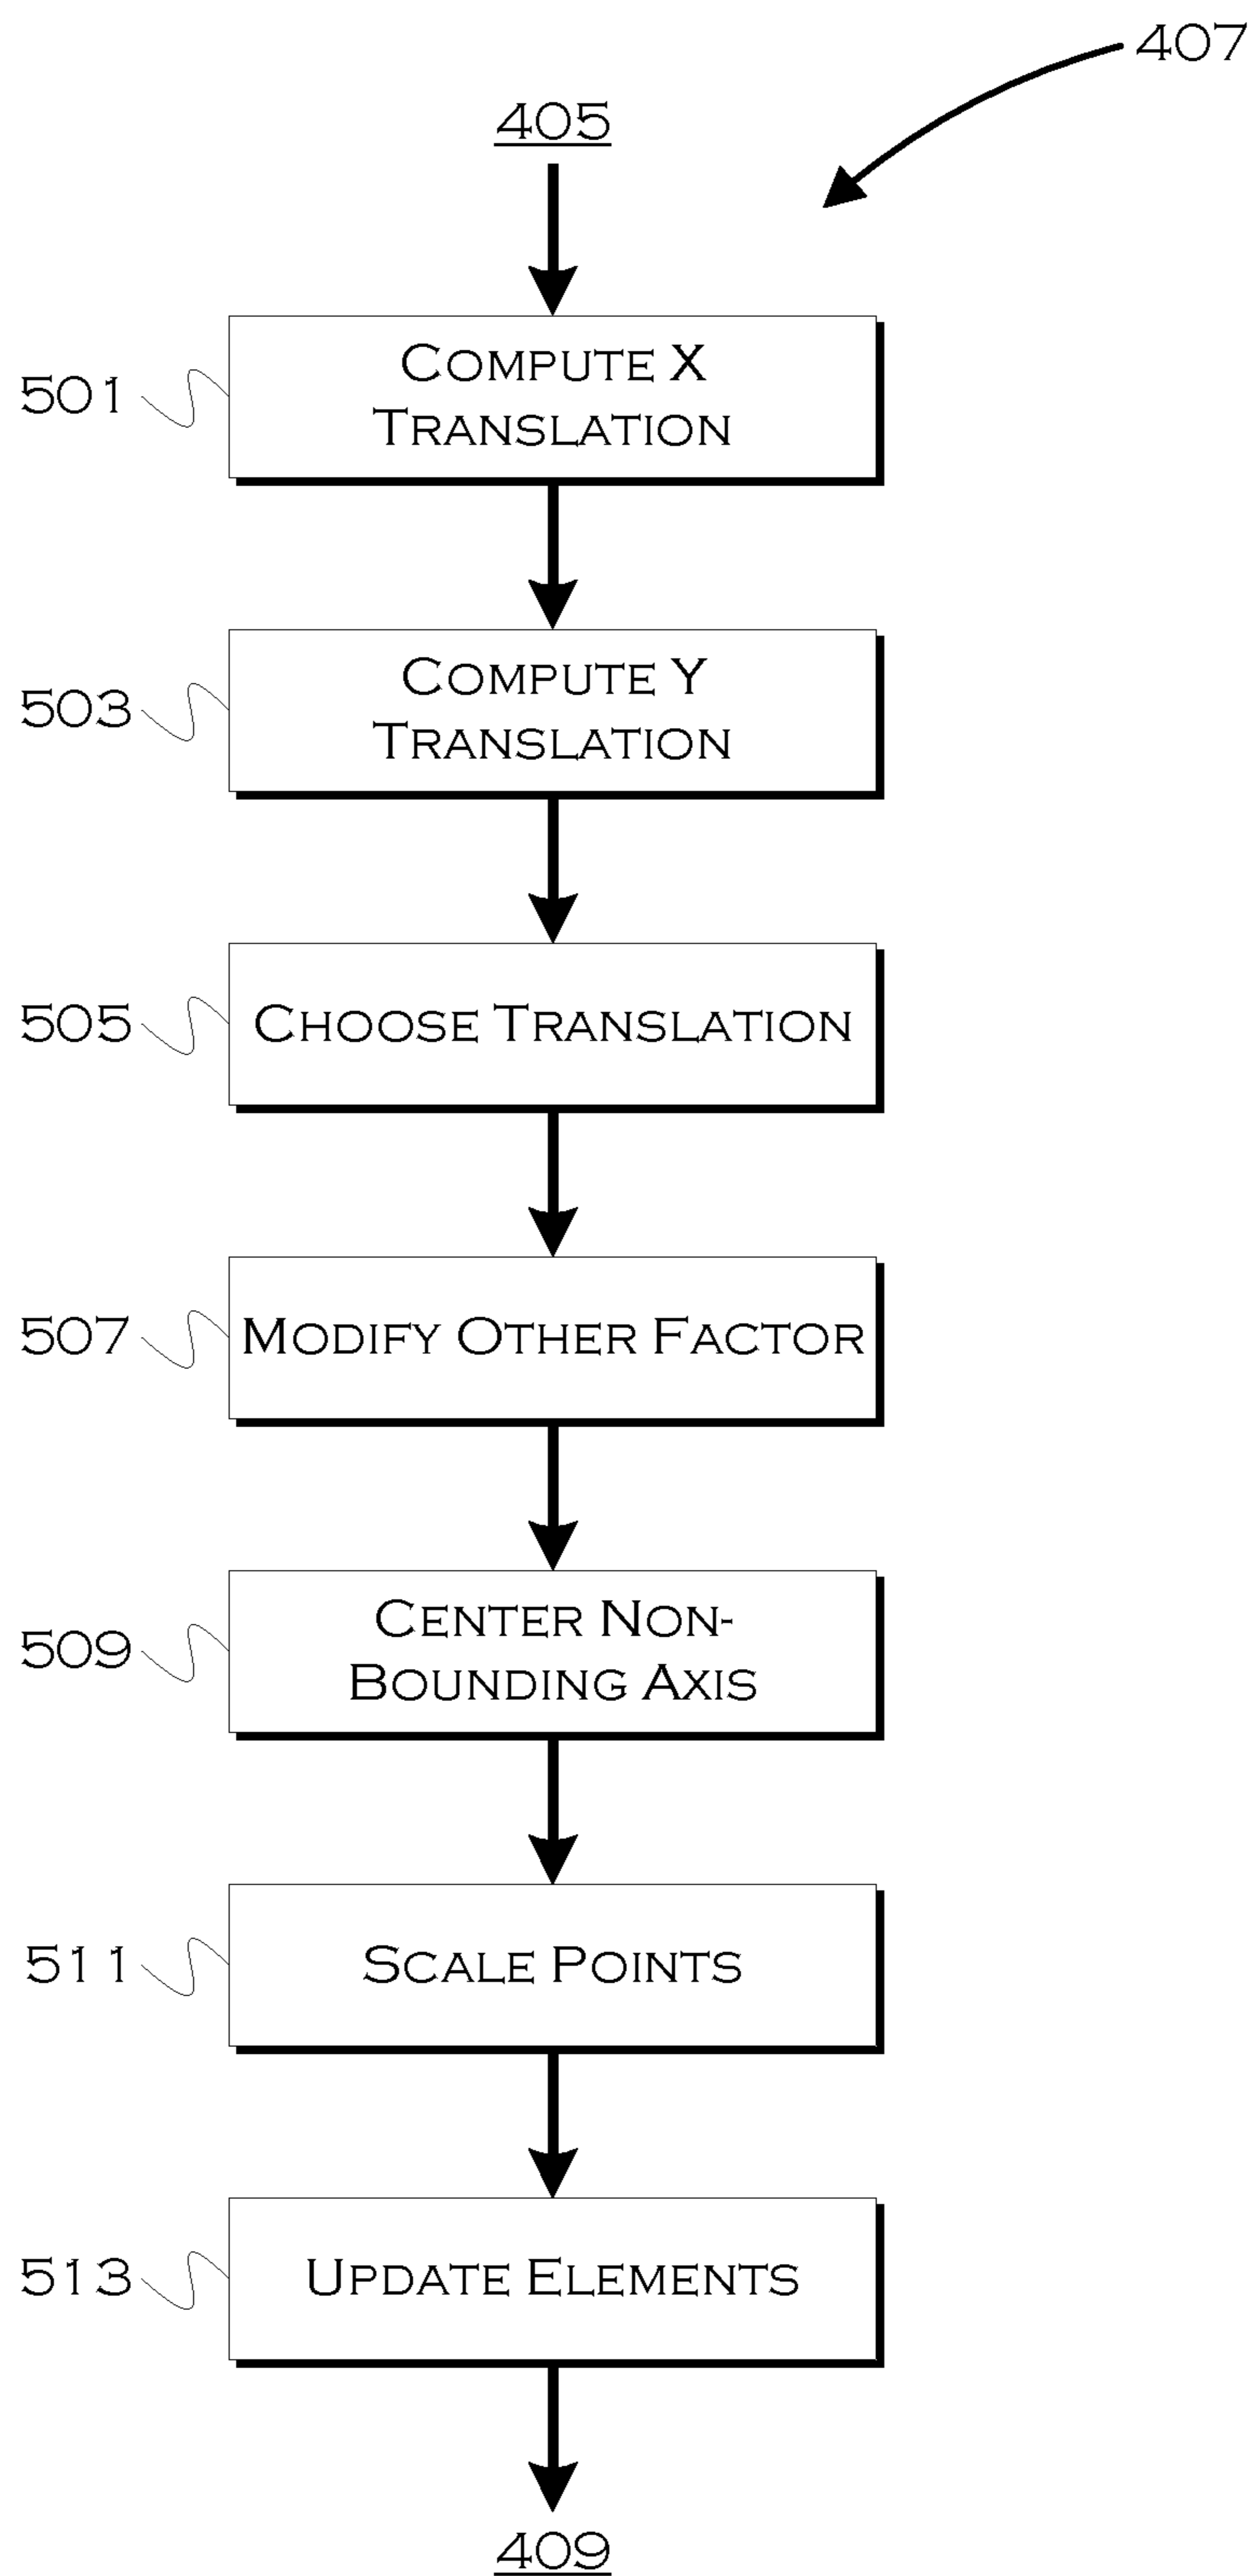 407
405
501
COMPUTE X
TRANSLATION
503
COMPUTE Y
TRANSLATION
505
CHOOSE TRANSLATION
507
MODIFY OTHER FACTOR
509
CENTER NON-
BOUNDING AXIS
511
SCALE POINTS
513
UPDATE ELEMENTS
409